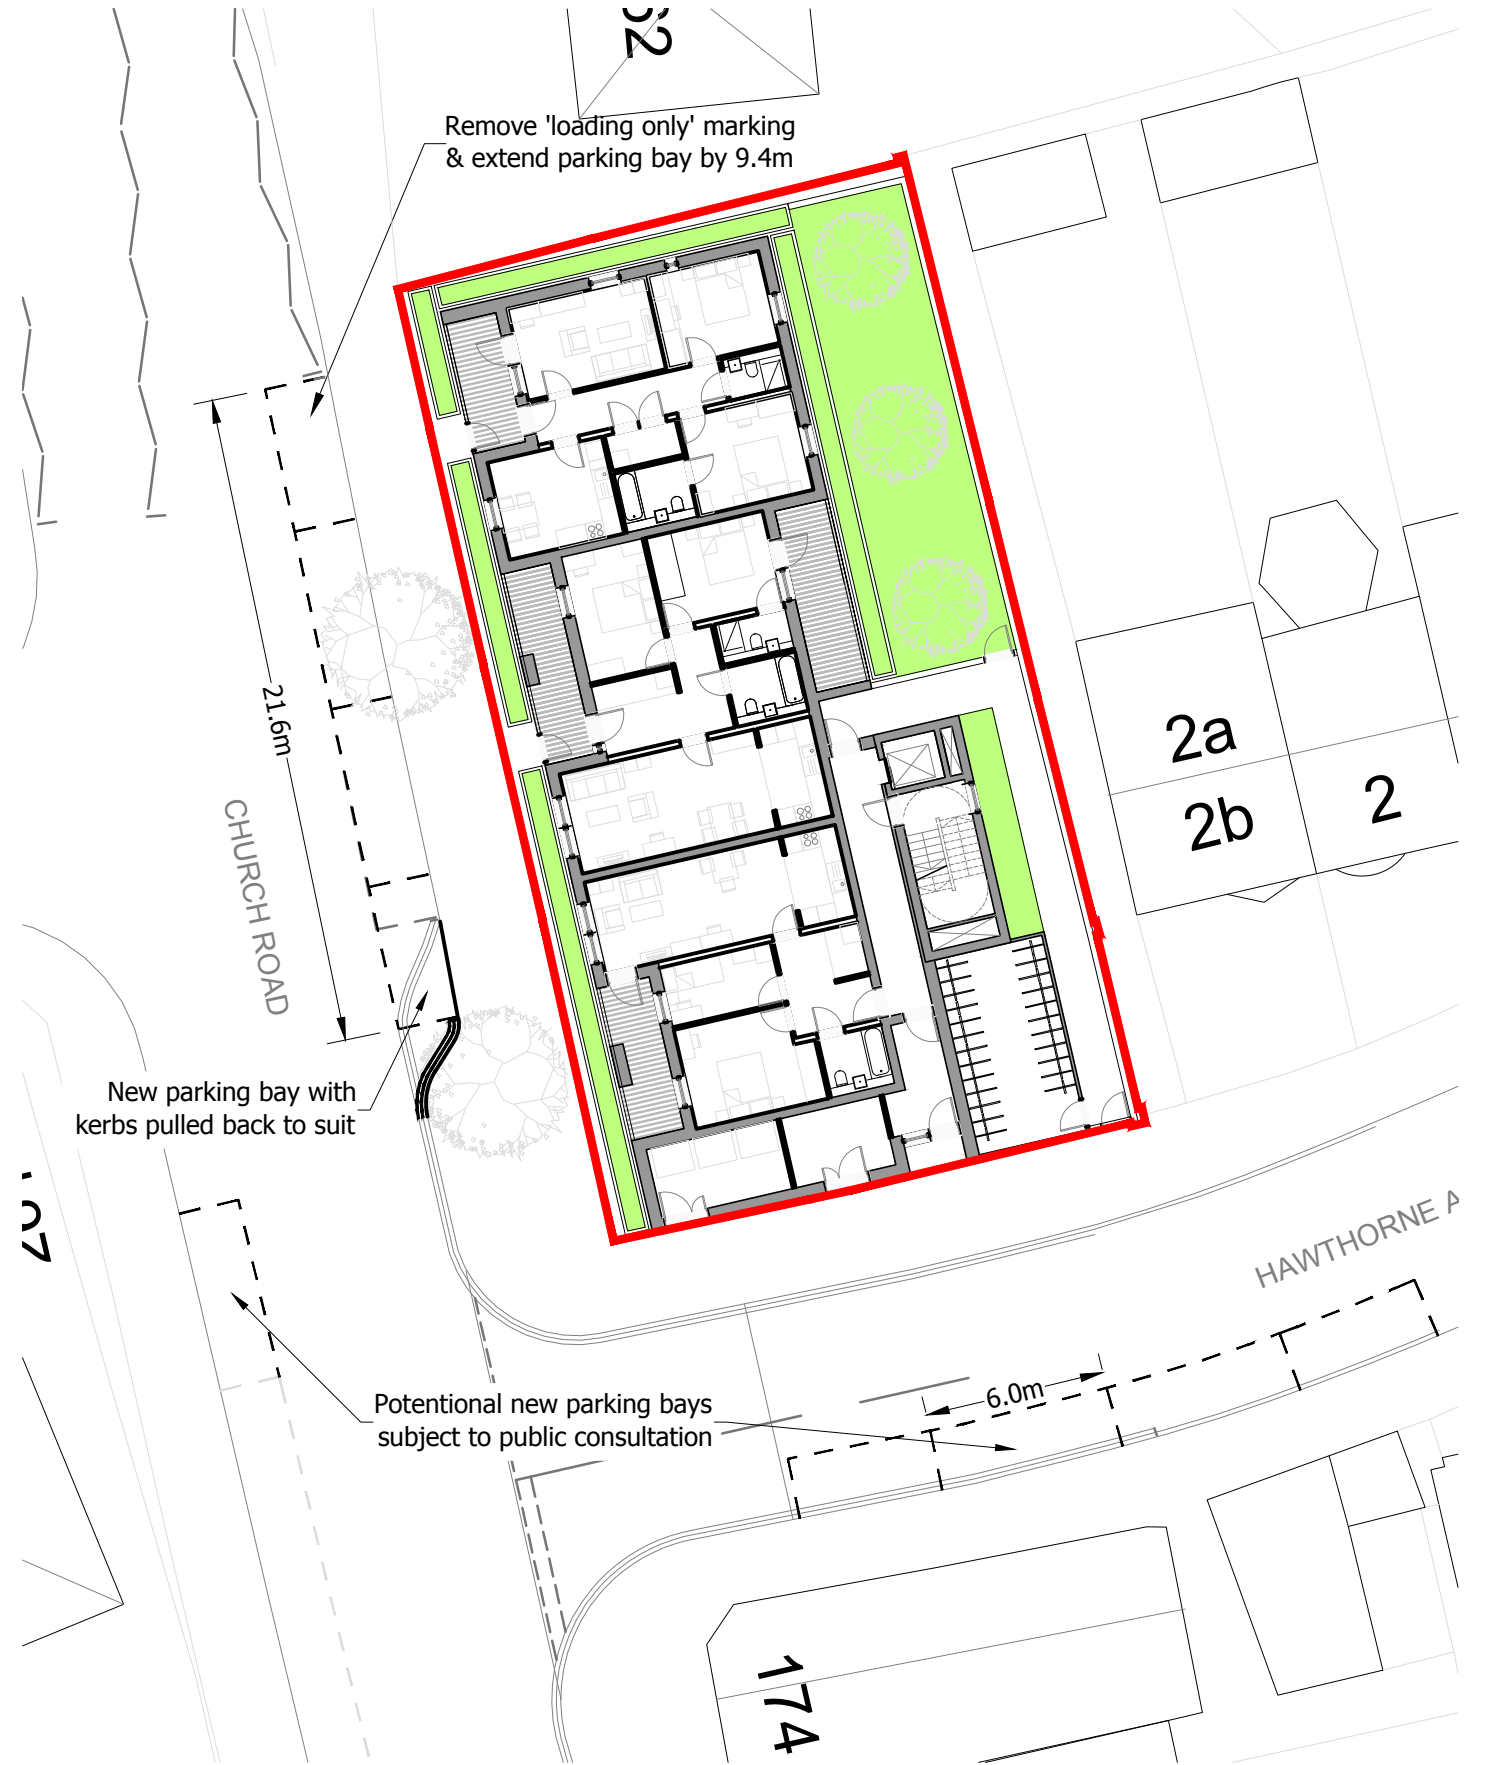 Remove 'loading only' marking
& extend parking bay by 9.4m
21.6m
CHURCH ROAD
2a
2b
2
New parking bay with
kerbs pulled back to suit
HAWTHORNE
6.0m
Potentional new parking bays
subject to public consultation
174